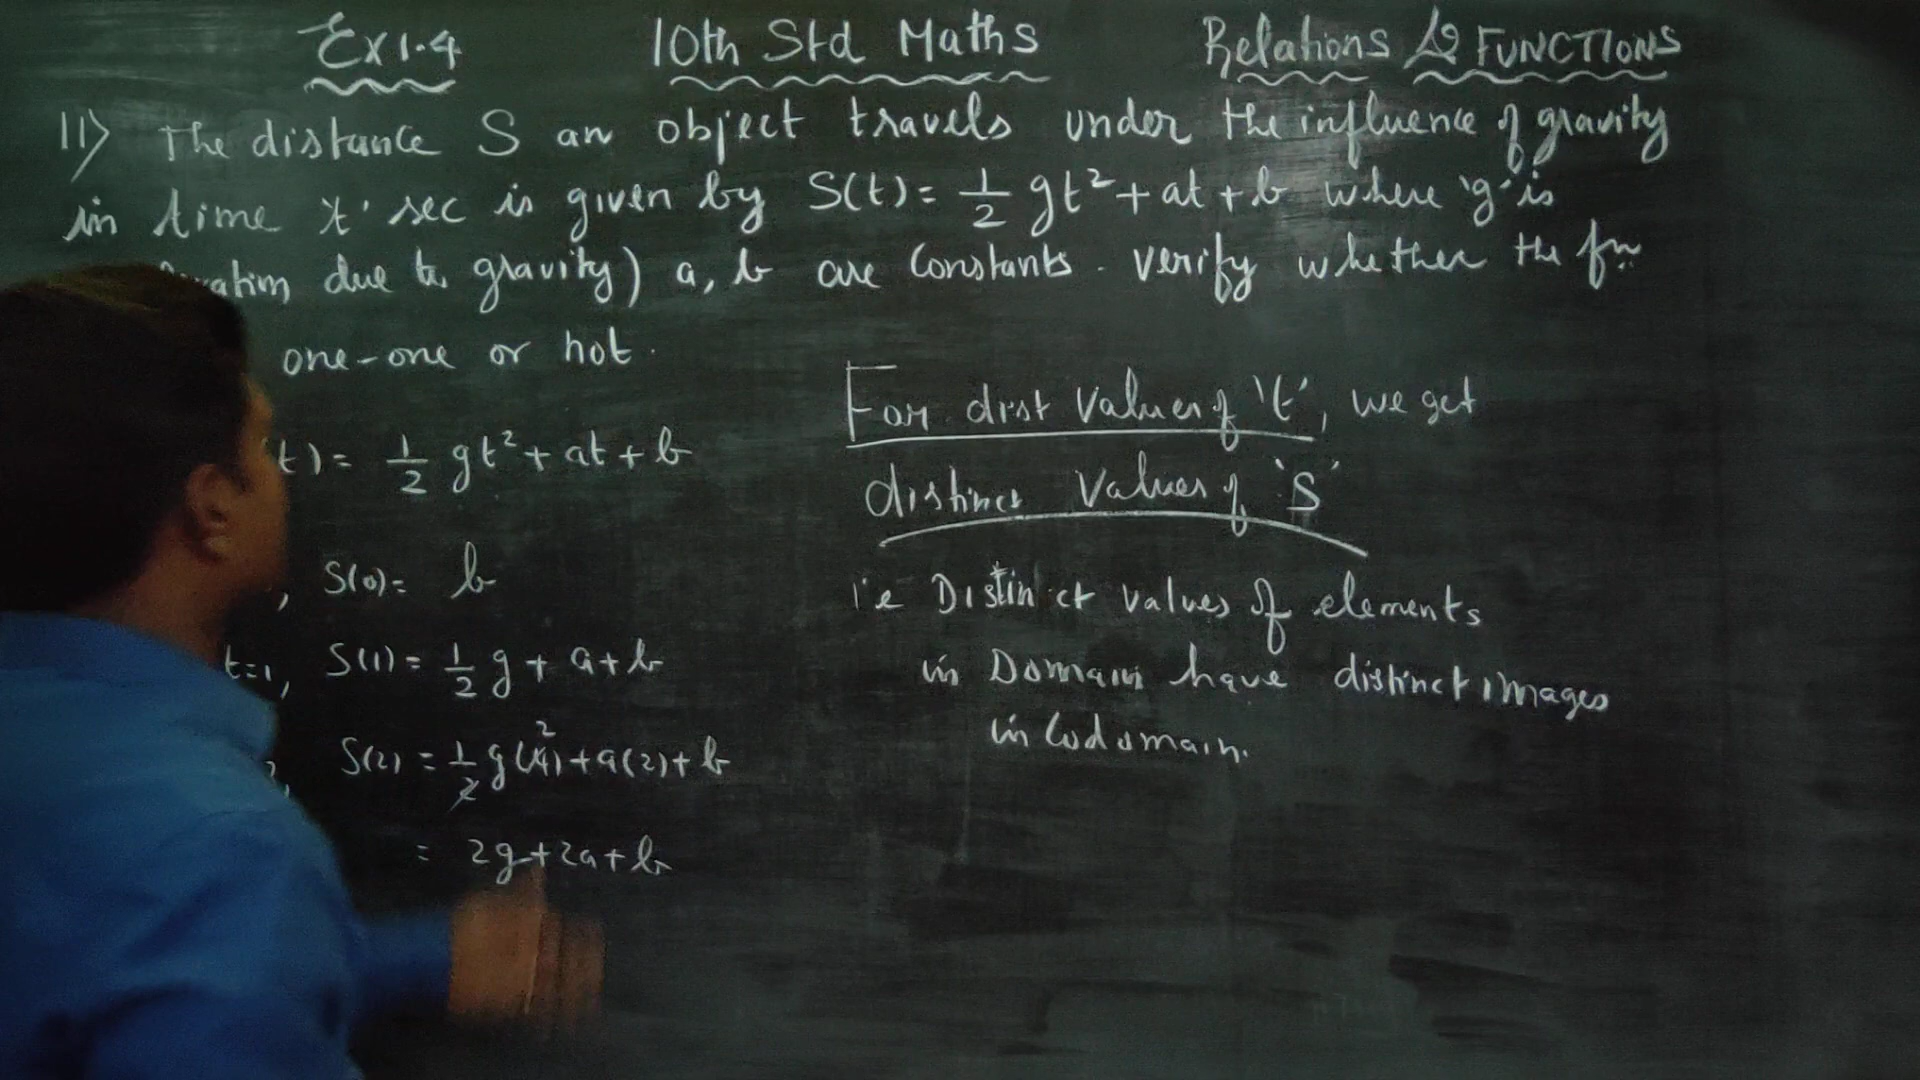 Ex 1.4 10th Std Maths Relations & FUNCTIONS
11) The distance S an object travels under the influence of gravity
in time 't' sec is given by S(t) = 1/2 gt² + at + b where 'g' is
due to gravity) a, b are Constants. verify whether the fn
one-one or not.
t) = 1/2 gt² + at + b
, S(0) = b
t=1, S(1) = 1/2 g + a + b
S(2) = 1/2 g(4) + a(2) + b
2
= 2g + 2a + b
For dist Values of 't', we get
distinct Values of 'S'
i.e Distinct values of elements
in Domain have distinct images
in Codomain.